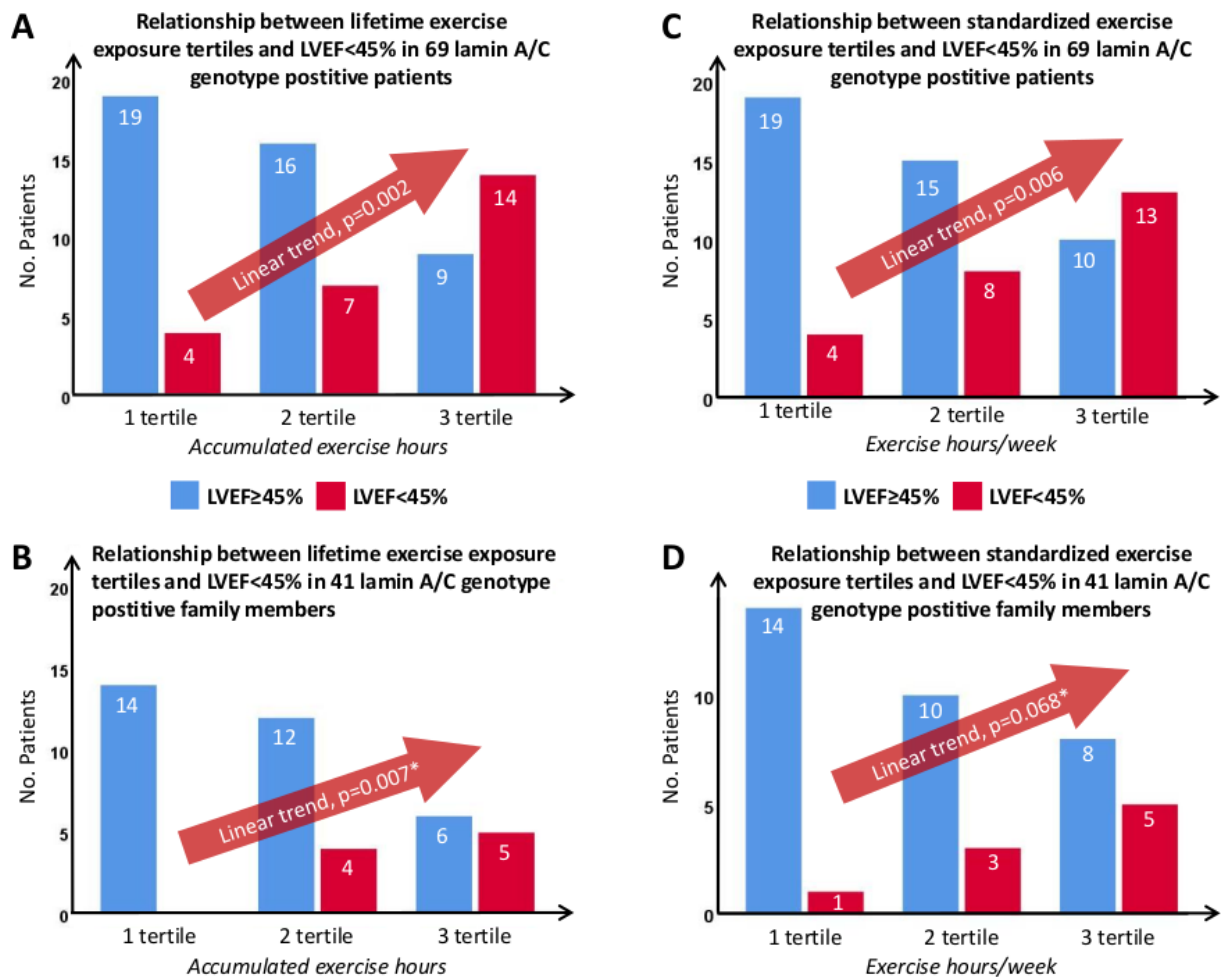 A
Relationship between lifetime exercise
exposure tertiles and LVEF<45% in 69 lamin A/C
genotype postitive patients
No. Patients
20
15
10
5
0
19
4
16
7
9
14
Linear trend, p=0.002
1 tertile
2 tertile
3 tertile
Accumulated exercise hours
LVEF≥45%
LVEF<45%
C
Relationship between standardized exercise
exposure tertiles and LVEF<45% in 69 lamin A/C
genotype postitive patients
No. Patients
20
15
10
5
0
19
4
15
8
10
13
Linear trend, p=0.006
1 tertile
2 tertile
3 tertile
Exercise hours/week
LVEF≥45%
LVEF<45%
B
Relationship between lifetime exercise exposure
tertiles and LVEF<45% in 41 lamin A/C genotype
postitive family members
No. Patients
20
15
10
5
0
14
12
4
6
5
Linear trend, p=0.007*
1 tertile
2 tertile
3 tertile
Accumulated exercise hours
D
Relationship between standardized exercise
exposure tertiles and LVEF<45% in 41 lamin A/C
genotype postitive family members
No. Patients
10
5
0
14
1
10
3
8
5
Linear trend, p=0.068*
1 tertile
2 tertile
3 tertile
Exercise hours/week